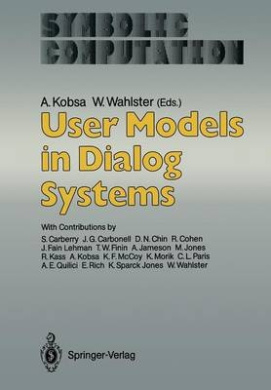 SYMBOLIC
COMPUTATION
A. Kobsa W. Wahlster (Eds.)
User Models
in Dialog
Systems
With Contributions by
S. Carberry J. G. Carbonell D. N. Chin R. Cohen
J. Fain Lehman T. W. Finin A. Jameson M. Jones
R. Kass A. Kobsa K. F. McCoy K. Morik C. L. Paris
A. E. Quilici E. Rich K. Sparck Jones W. Wahlster
Springer-Verlag